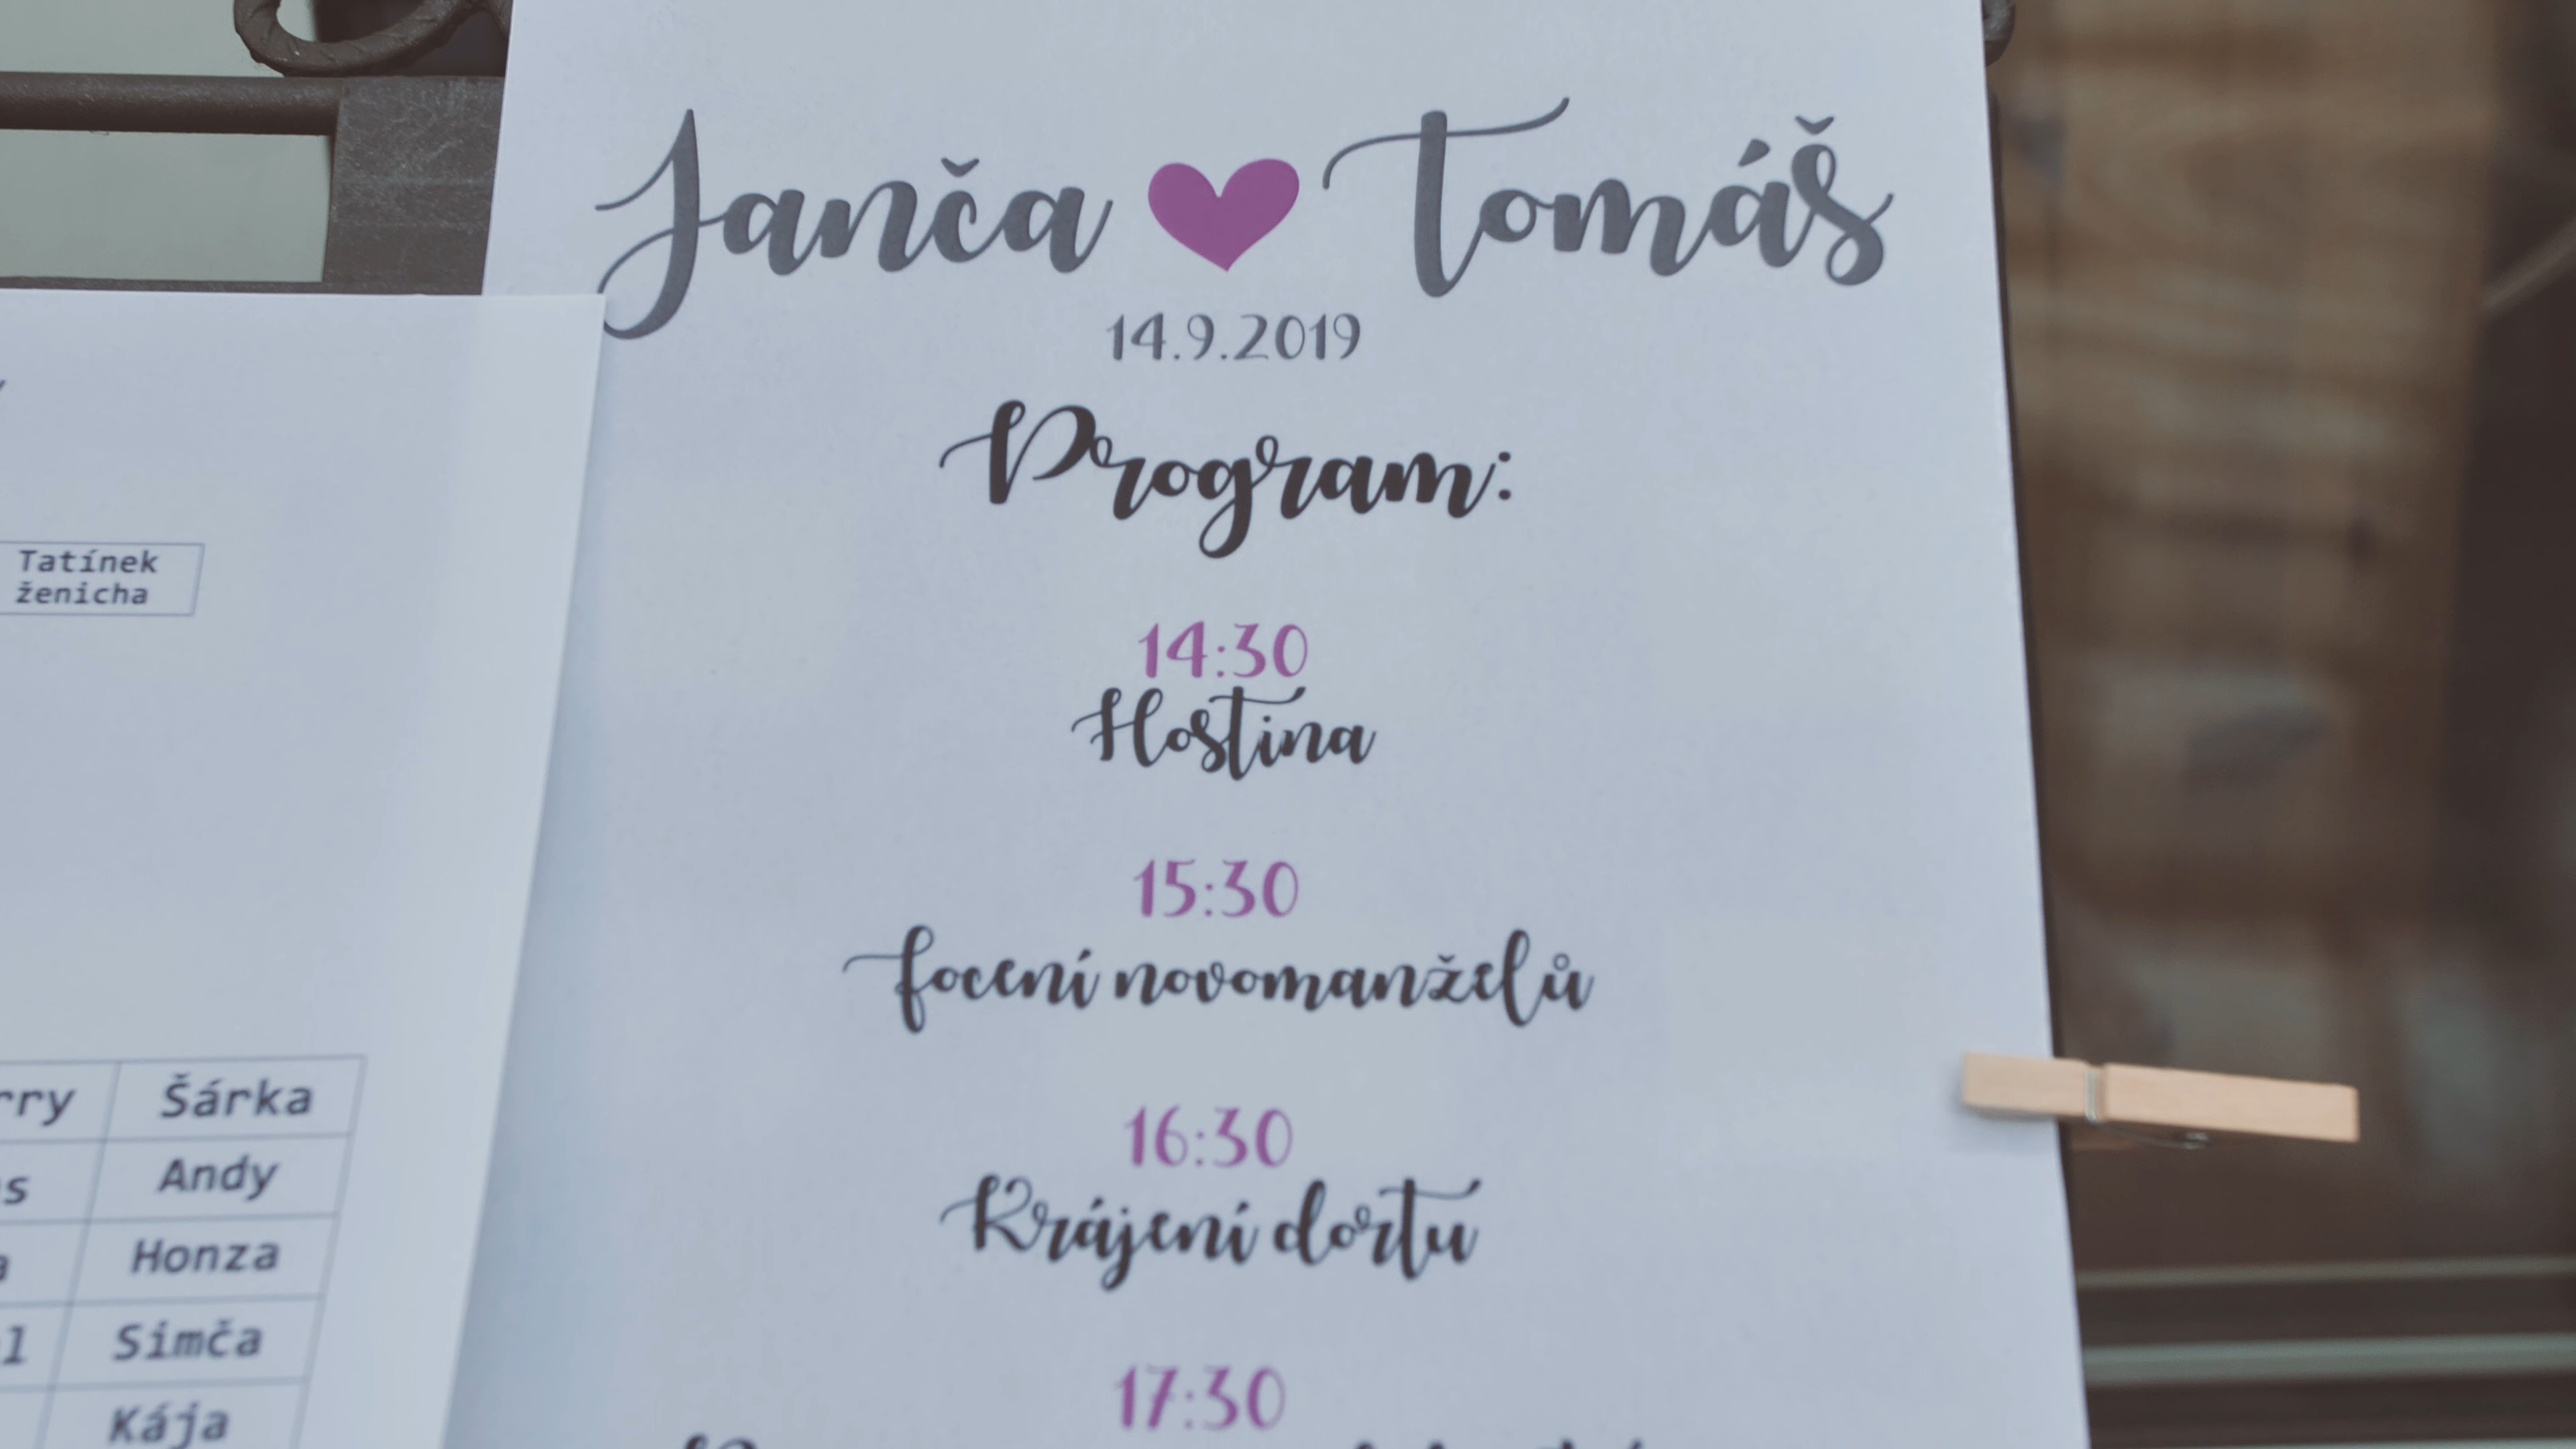 Janča Tomáš
14.9.2019
Program:
14:30
Hostina
15:30
focení novomanželů
16:30
Krájení dortu
17:30
Tatínek
ženicha
Šárka
Andy
Honza
Simča
Kája